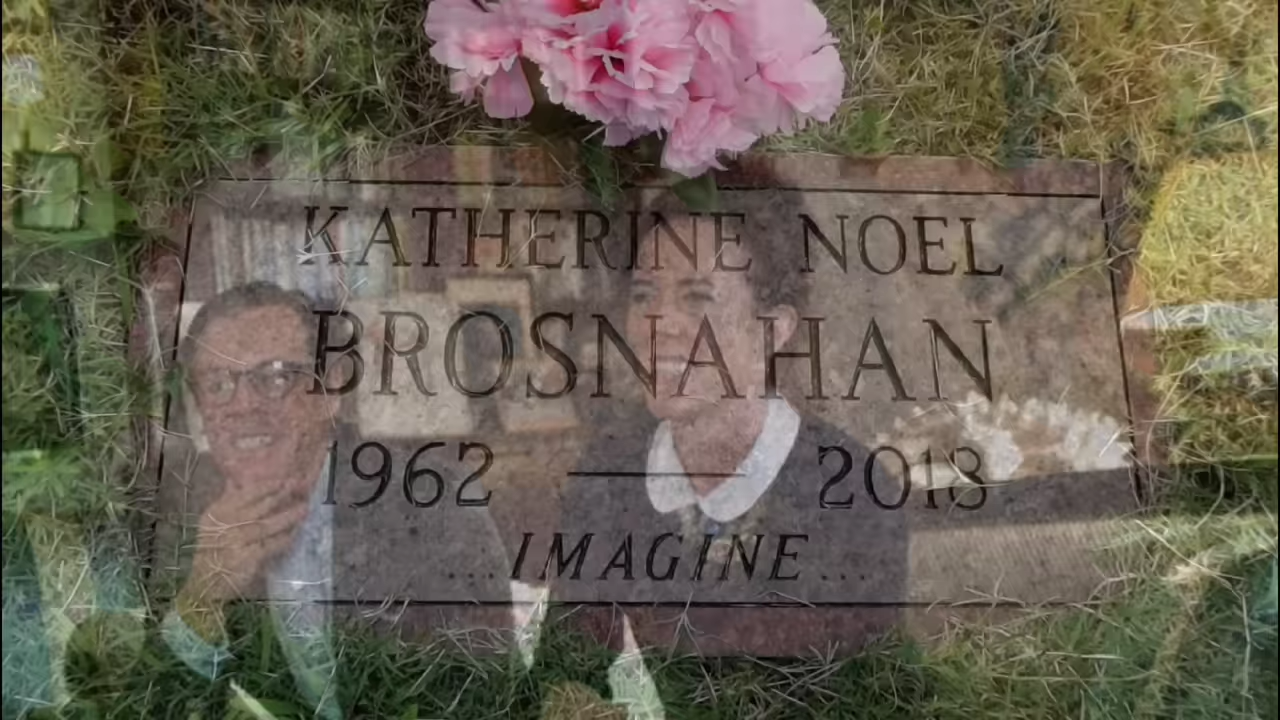 KATHERINE NOEL
BROSNAHAN
1962 — 2018
...IMAGINE...